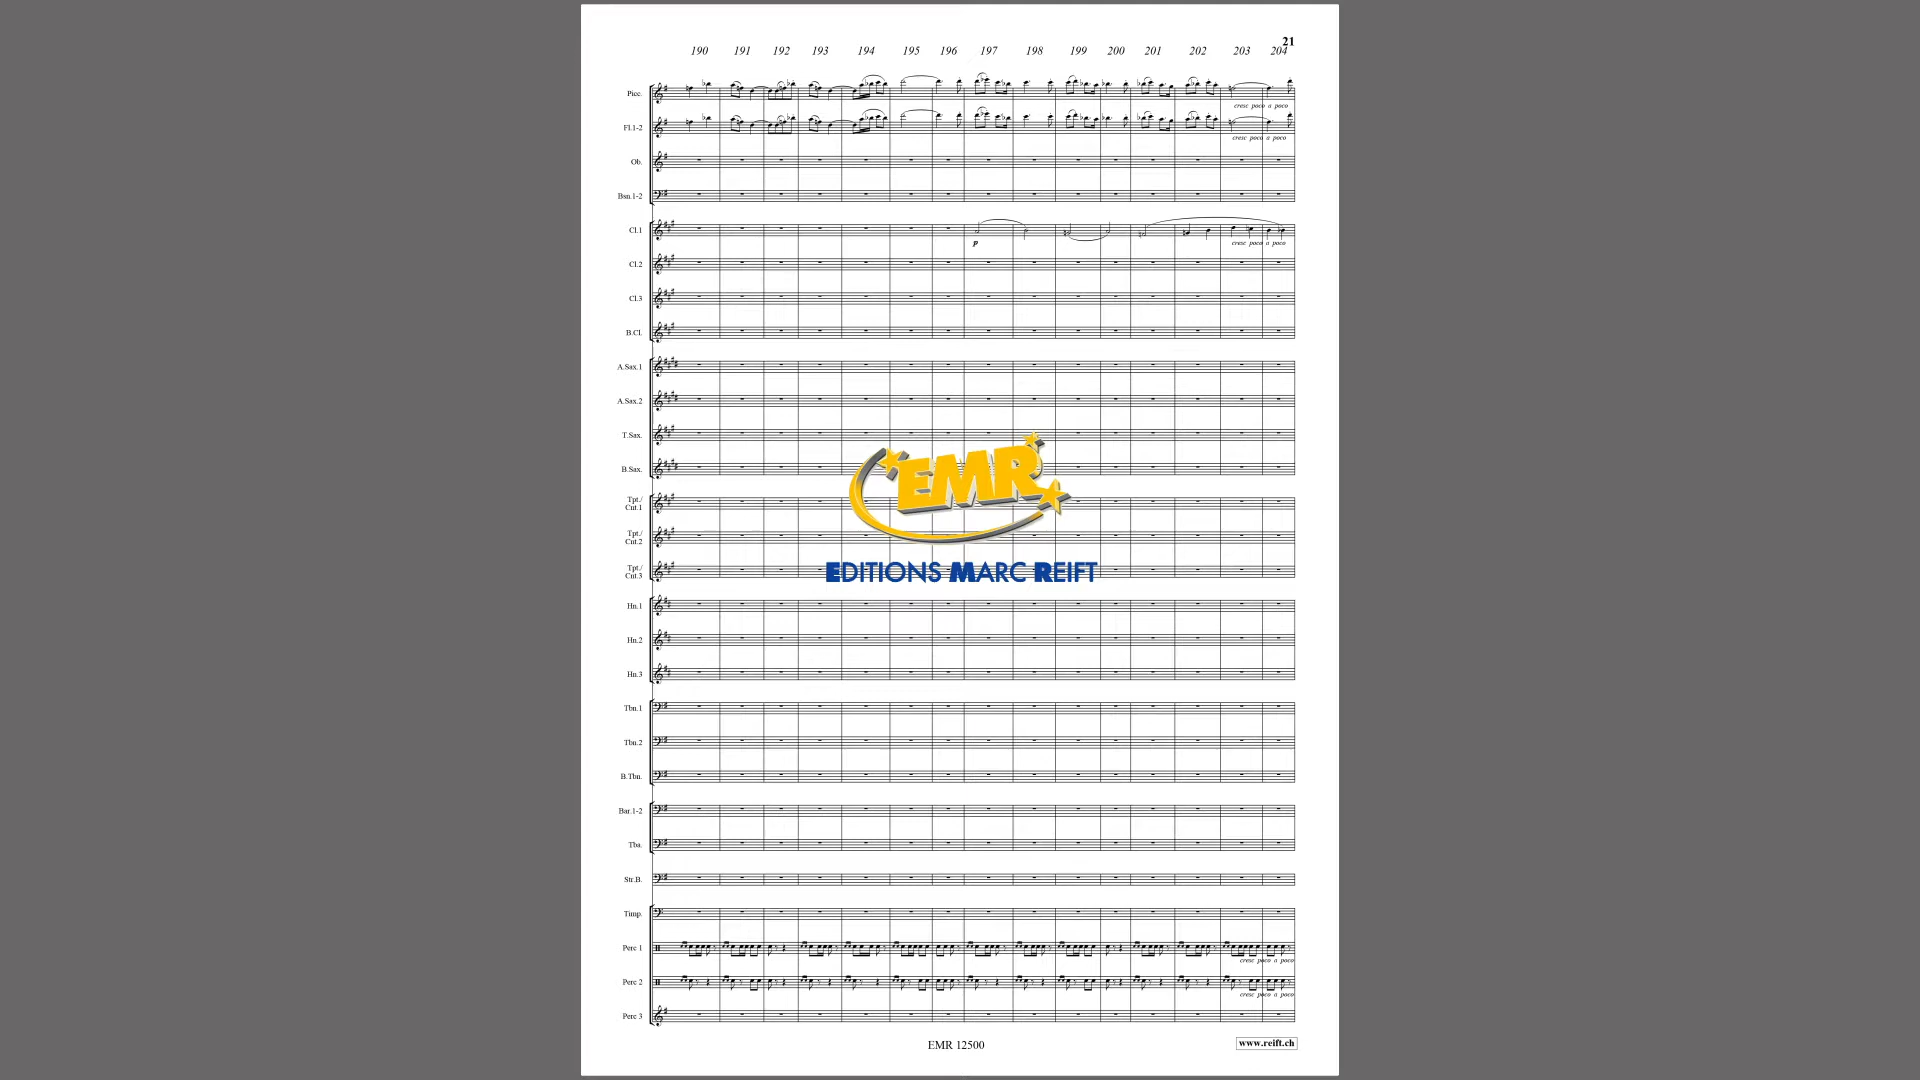 21
190 191 192 193 194 195 196 197 198 199 200 201 202 203 204
Picc.
cresc poco a poco
Fl.1-2
cresc poco a poco
Ob.
Bsn.1-2
Cl.1
p
cresc poco a poco
Cl.2
Cl.3
B.Cl.
A.Sax.1
A.Sax.2
T.Sax.
B.Sax.
EMR
Tpt./
Cnt.1
Tpt./
Cnt.2
Tpt./
Cnt.3
EDITIONS MARC REIFT
Hn.1
Hn.2
Hn.3
Tbn.1
Tbn.2
B.Tbn.
Bar.1-2
Tba.
Str.B.
Timp.
Perc 1
cresc poco a poco
Perc 2
cresc poco a poco
Perc 3
EMR 12500
www.reift.ch